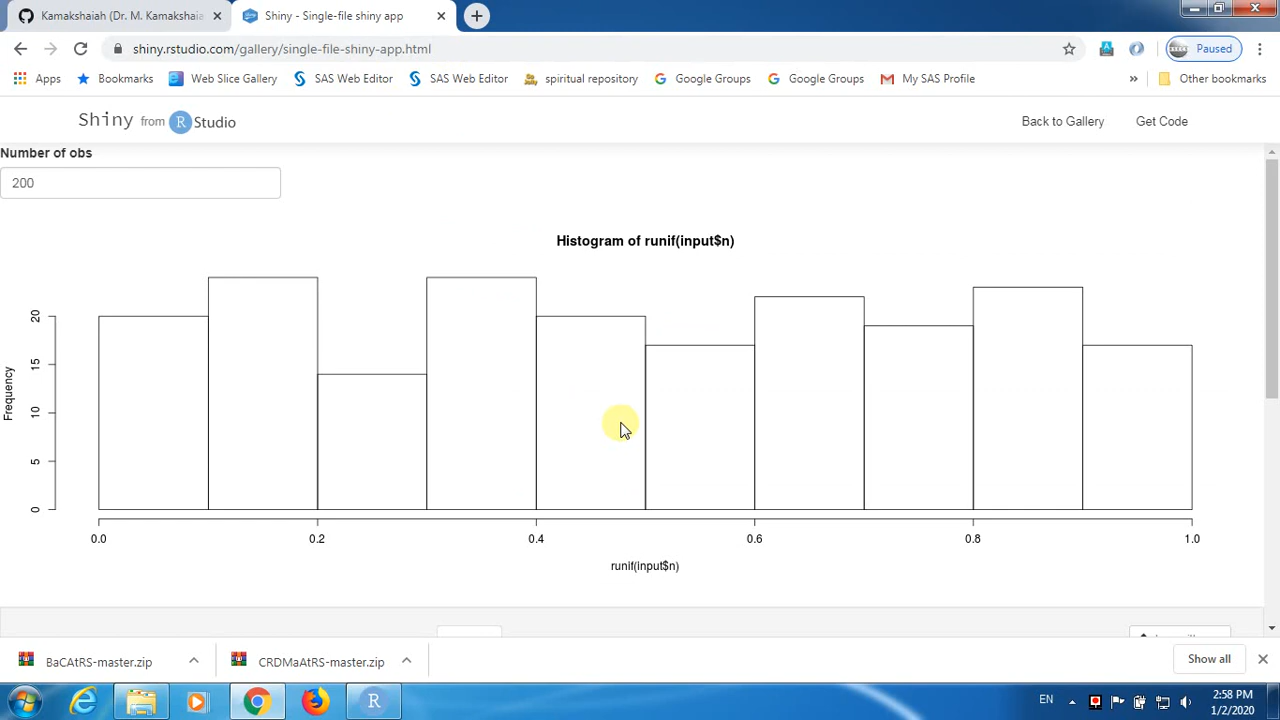 Kamakshaiah (Dr. M. Kamakshaia
Shiny - Single-file shiny app
shiny.rstudio.com/gallery/single-file-shiny-app.html
Paused
Apps
Bookmarks
Web Slice Gallery
SAS Web Editor
SAS Web Editor
spiritual repository
Google Groups
Google Groups
My SAS Profile
»
Other bookmarks
Shiny from R Studio
Back to Gallery
Get Code
Number of obs
200
Histogram of runif(input$n)
Frequency
20
15
10
5
0
0.0 0.2 0.4 0.6 0.8 1.0
runif(input$n)
BaCAtRS-master.zip
CRDMaAtRS-master.zip
Show all
EN
2:58 PM
1/2/2020